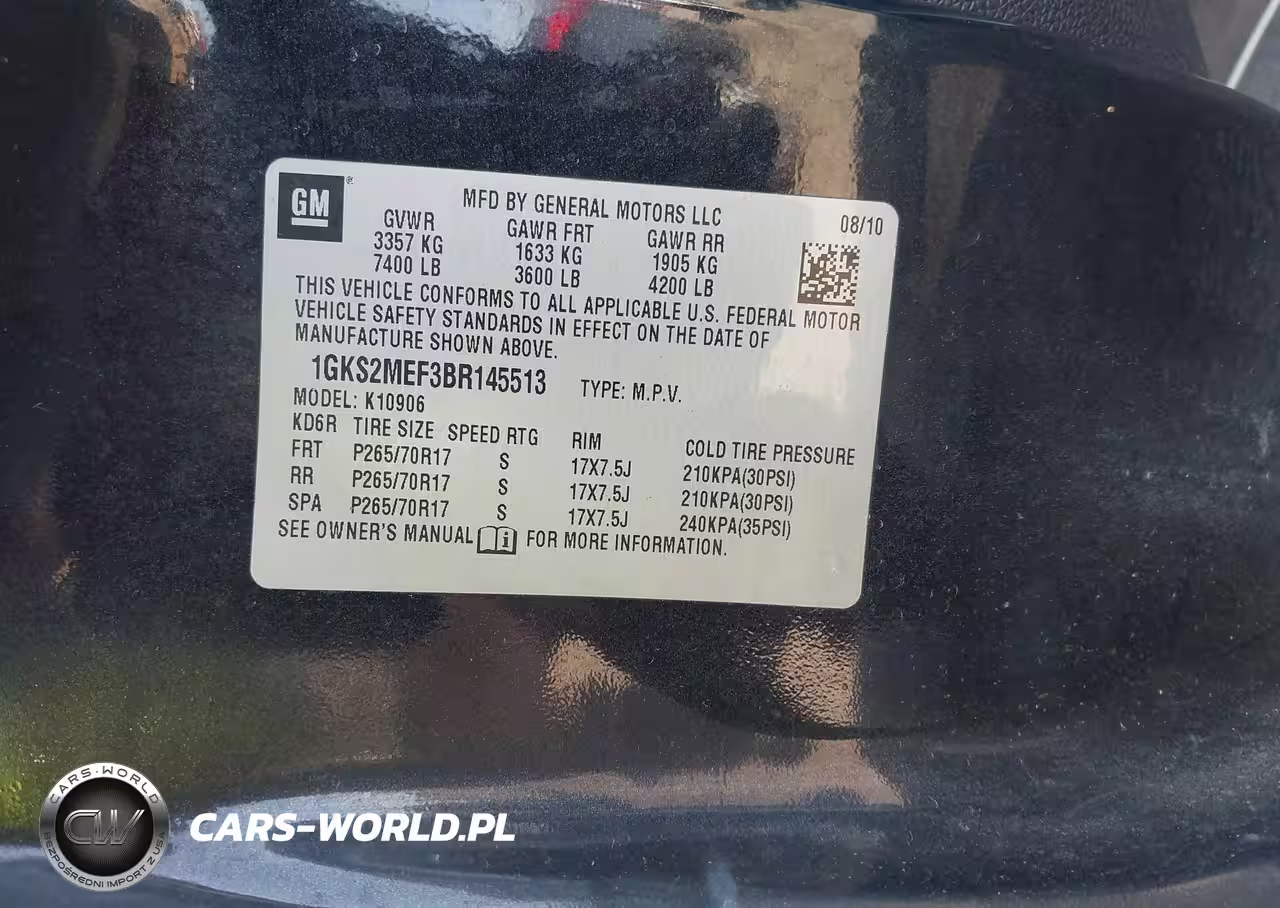 GM®
MFD BY GENERAL MOTORS LLC
08/10
GVWR GAWR FRT GAWR RR
3357 KG 1633 KG 1905 KG
7400 LB 3600 LB 4200 LB
THIS VEHICLE CONFORMS TO ALL APPLICABLE U.S. FEDERAL MOTOR
VEHICLE SAFETY STANDARDS IN EFFECT ON THE DATE OF
MANUFACTURE SHOWN ABOVE.
1GKS2MEF3BR145513 TYPE: M.P.V.
MODEL: K10906
KD6R TIRE SIZE SPEED RTG RIM COLD TIRE PRESSURE
FRT P265/70R17 S 17X7.5J 210KPA(30PSI)
RR P265/70R17 S 17X7.5J 210KPA(30PSI)
SPA P265/70R17 S 17X7.5J 240KPA(35PSI)
SEE OWNER'S MANUAL i FOR MORE INFORMATION.
CARS-WORLD
CW
BEZPOŚREDNI IMPORT Z USA
CARS-WORLD.PL